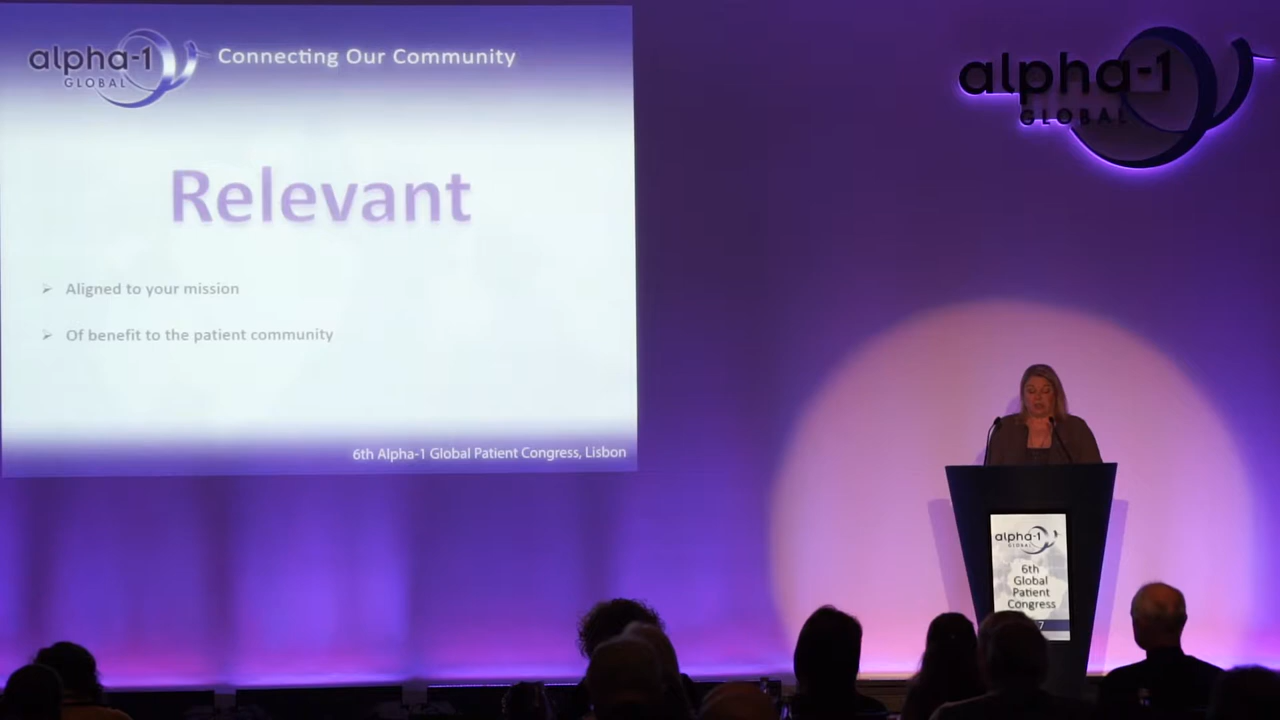 alpha-1
GLOBAL
Connecting Our Community
Relevant
➢ Aligned to your mission
➢ Of benefit to the patient community
6th Alpha-1 Global Patient Congress, Lisbon
alpha-1
GLOBAL
alpha-1
GLOBAL
6th
Global
Patient
Congress
7